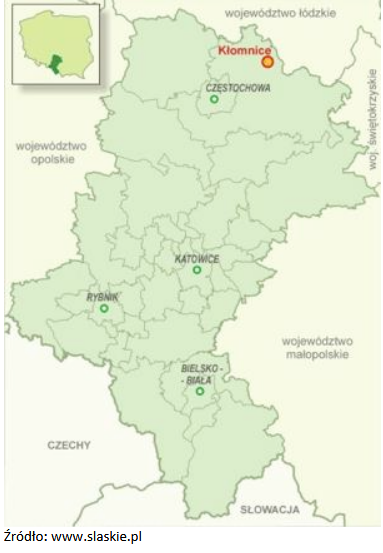 województwo łódzkie
Kłomnice
CZĘSTOCHOWA
woj. świętokrzyskie
województwo
opolskie
KATOWICE
RYBNIK
województwo
małopolskie
BIELSKO -
- BIAŁA
CZECHY
SŁOWACJA
Źródło: www.slaskie.pl